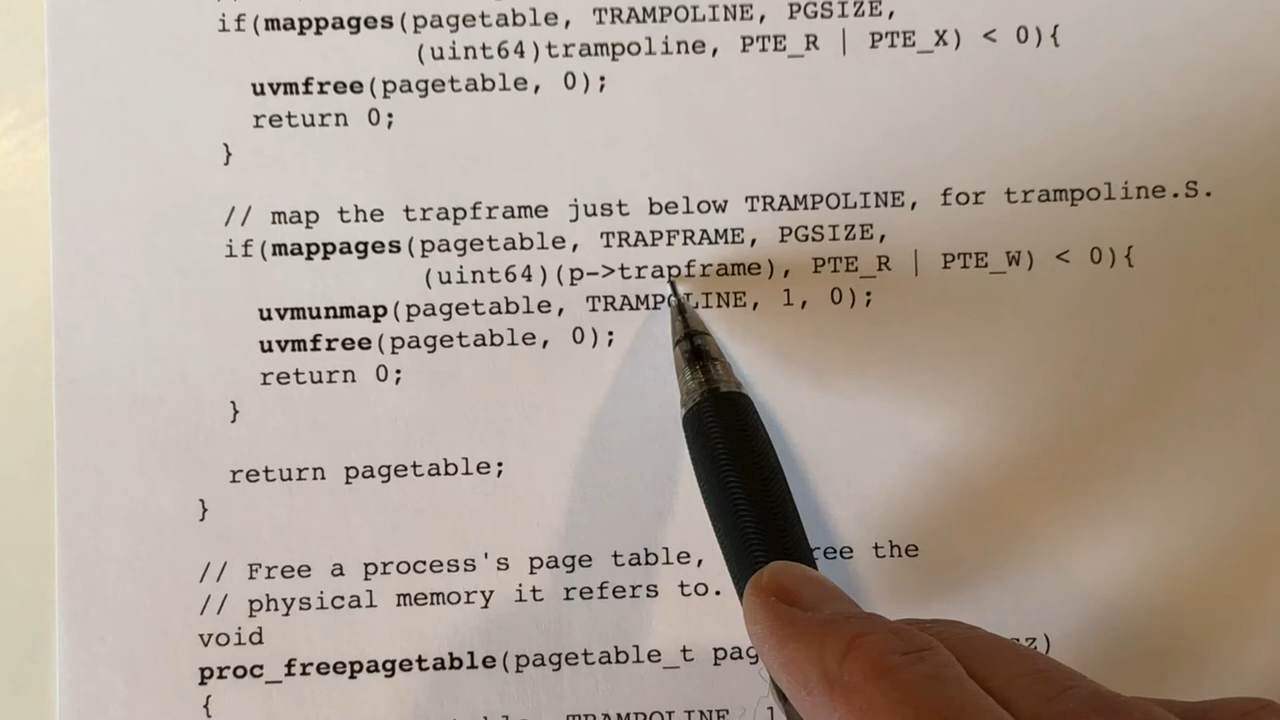 if(mappages(pagetable, TRAMPOLINE, PGSIZE,
(uint64)trampoline, PTE_R | PTE_X) < 0){
uvmfree(pagetable, 0);
return 0;
}
// map the trapframe just below TRAMPOLINE, for trampoline.S.
if(mappages(pagetable, TRAPFRAME, PGSIZE,
(uint64)(p->trapframe), PTE_R | PTE_W) < 0){
uvmunmap(pagetable, TRAMPOLINE, 1, 0);
uvmfree(pagetable, 0);
return 0;
}
return pagetable;
}
// Free a process's page table, the
// physical memory it refers to.
void
proc_freepagetable(pagetable_t
{
TRAMPOLINE, 1